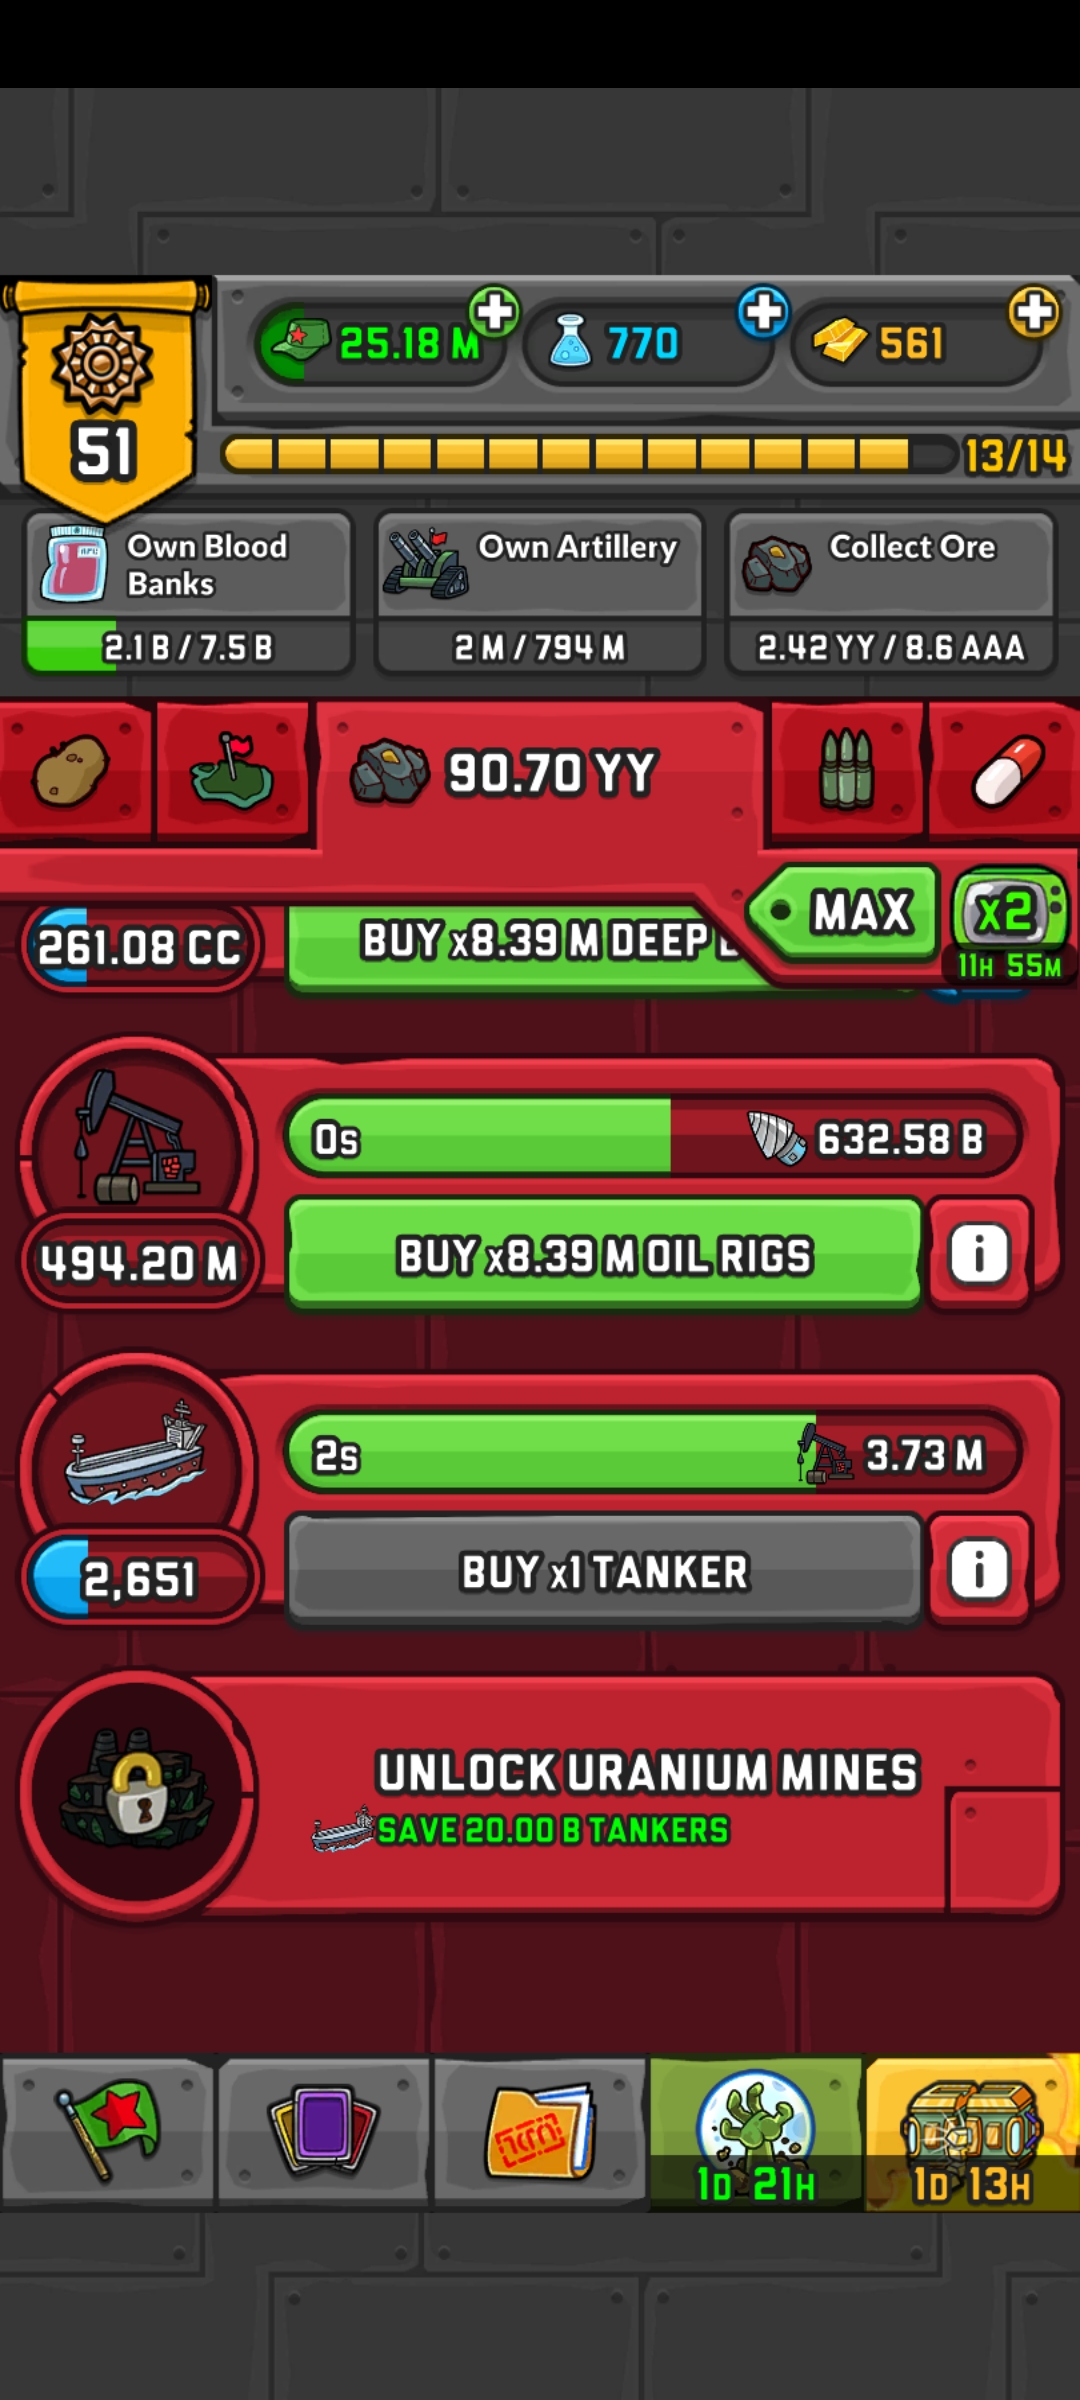 25.18 M
770
561
51
13/14
Own Blood
Banks
2.1 B / 7.5 B
Own Artillery
2 M / 794 M
Collect Ore
2.42 YY / 8.6 AAA
90.70 YY
MAX
x2
11H 55M
261.08 CC
BUY x8.39 M DEEP
0s
632.58 B
494.20 M
BUY x8.39 M OIL RIGS
i
2s
3.73 M
2,651
BUY x1 TANKER
i
UNLOCK URANIUM MINES
SAVE 20.00 B TANKERS
1D 21H
1D 13H